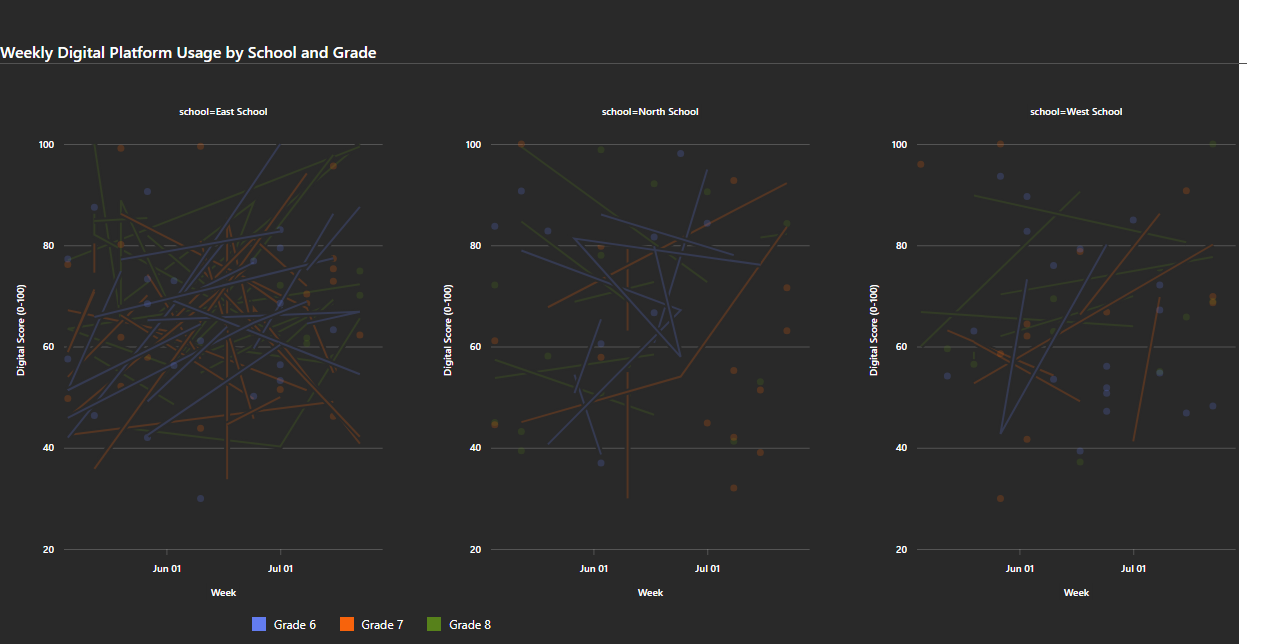 Weekly Digital Platform Usage by School and Grade
school=East School
school=North School
school=West School
100
80
60
40
20
Digital Score (0-100)
Jun 01
Jul 01
Week
100
80
60
40
20
Digital Score (0-100)
Jun 01
Jul 01
Week
100
80
60
40
20
Digital Score (0-100)
Jun 01
Jul 01
Week
Grade 6
Grade 7
Grade 8